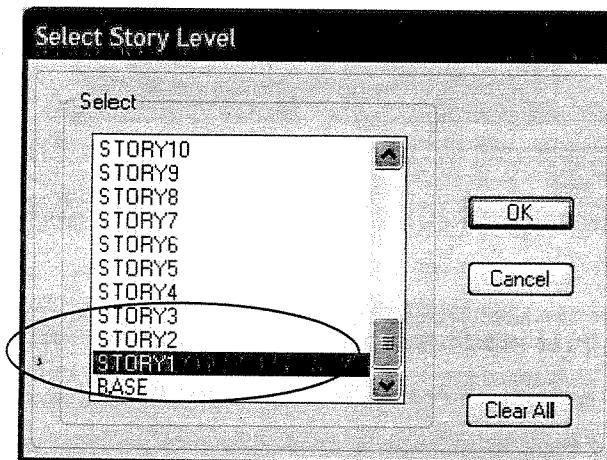 Select Story Level
Select
STORY10
STORY9
STORY8
STORY7
STORY6
STORY5
STORY4
STORY3
STORY2
STORY1
BASE
OK
Cancel
Clear All